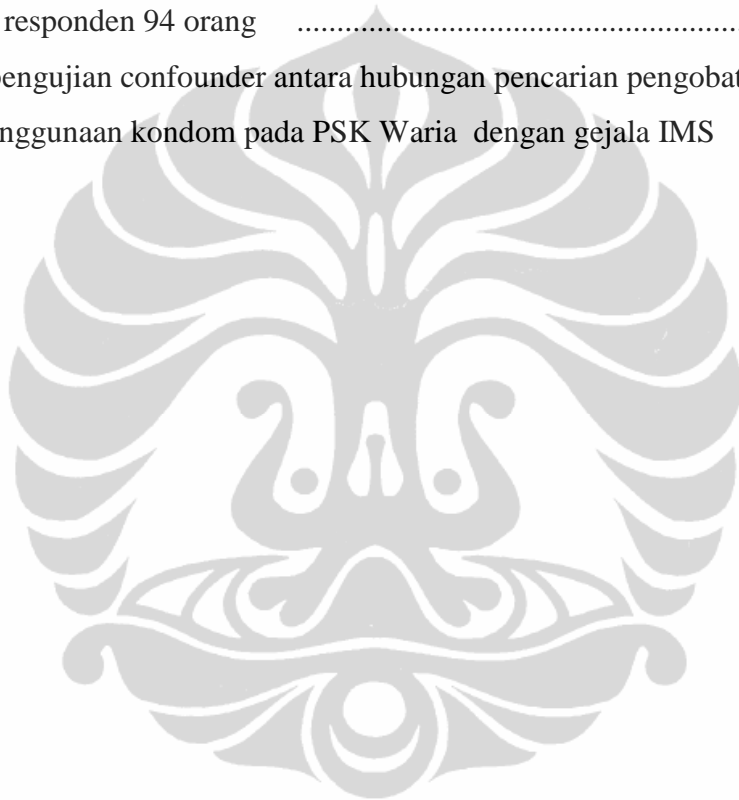 responden 94 orang ......................................................................
pengujian confounder antara hubungan pencarian pengobat
nggunaan kondom pada PSK Waria dengan gejala IMS